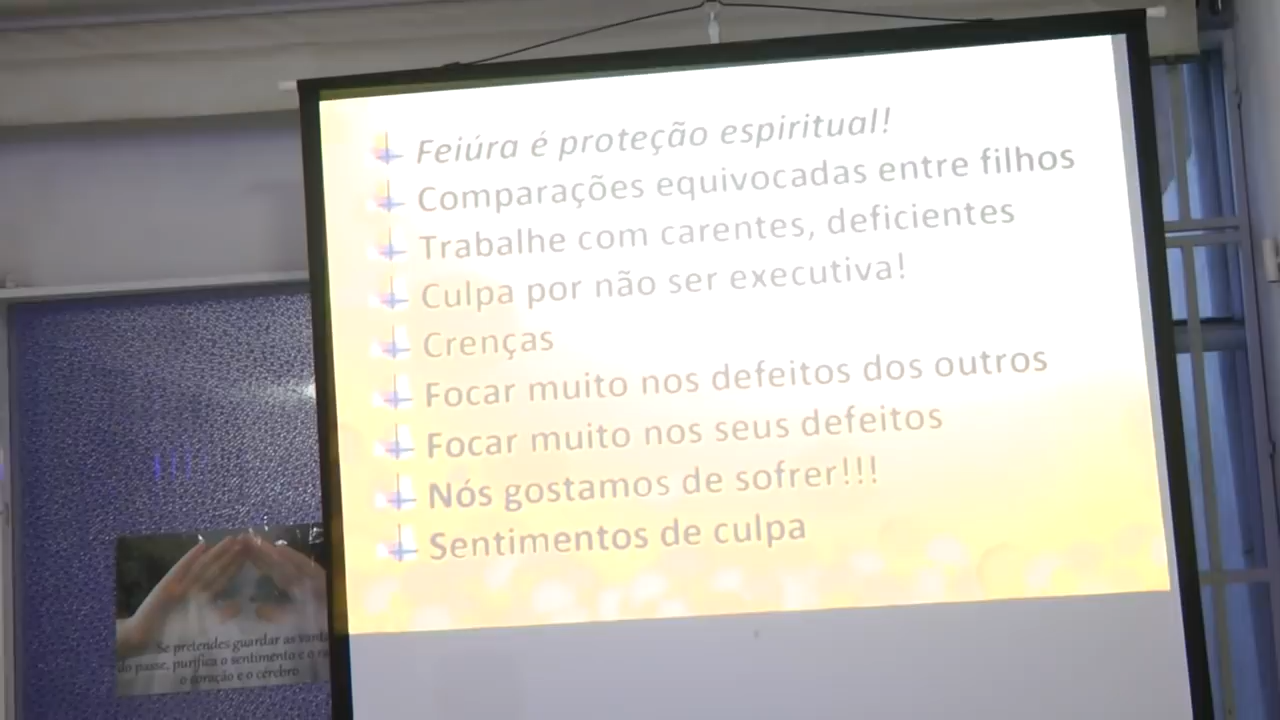 Feiúra é proteção espiritual!
Comparações equivocadas entre filhos
Trabalhe com carentes, deficientes
Culpa por não ser executiva!
Crenças
Focar muito nos defeitos dos outros
Focar muito nos seus defeitos
Nós gostamos de sofrer!!!
Sentimentos de culpa
Se pretendes guardar as
do passe, purifica o sentimento e o
o coração e o cérebro